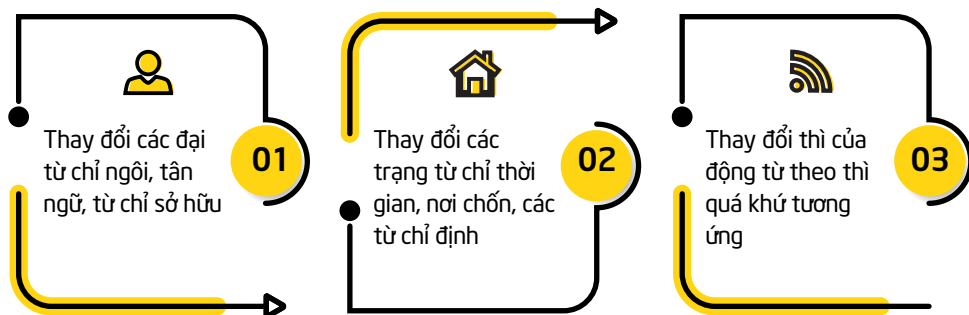 Thay đổi các đại
từ chỉ ngôi, tân
ngữ, từ chỉ sở hữu
01
Thay đổi các
trạng từ chỉ thời
gian, nơi chốn, các
từ chỉ định
02
Thay đổi thì của
động từ theo thì
quá khứ tương
ứng
03